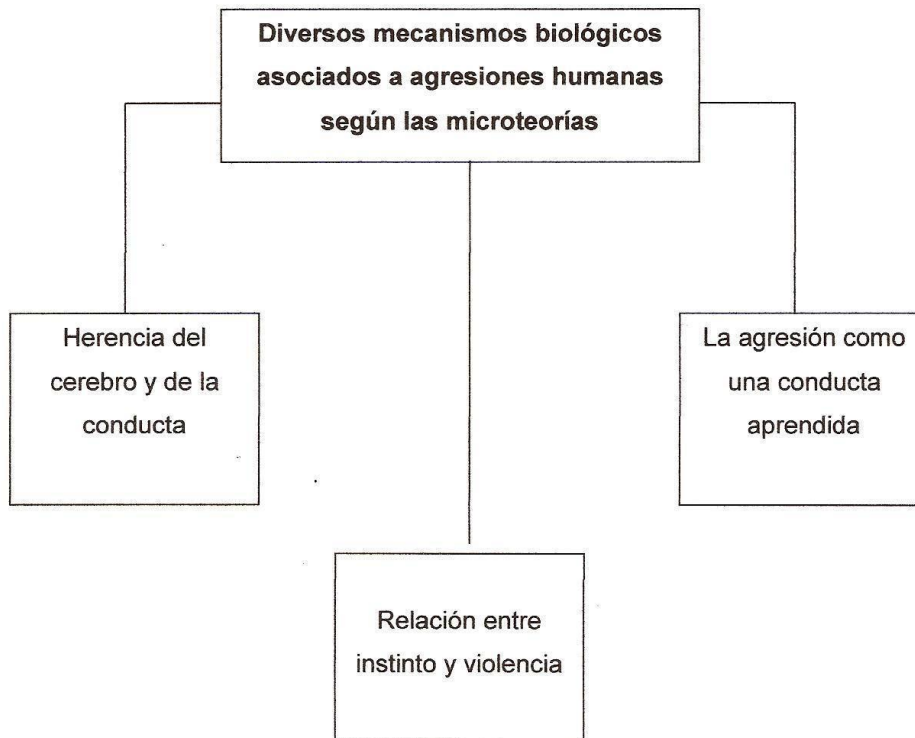 Diversos mecanismos biológicos
asociados a agresiones humanas
según las microteorías
Herencia del
cerebro y de la
conducta
La agresión como
una conducta
aprendida
Relación entre
instinto y violencia